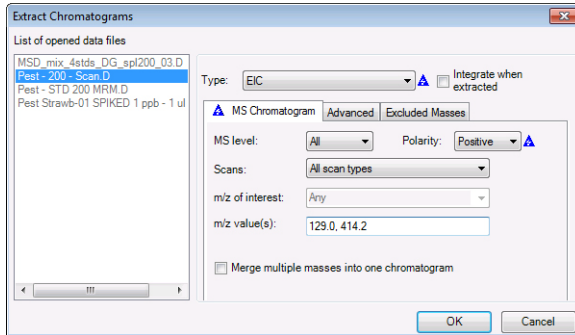 Extract Chromatograms
List of opened data files
MSD_mix_4stds_DG_spl200_03.D
Pest - 200 - Scan.D
Pest - STD 200 MRM.D
Pest Strawb-01 SPIKED 1 ppb - 1 ul
Type: EIC Integrate when extracted
MS Chromatogram Advanced Excluded Masses
MS level: All Polarity: Positive
Scans: All scan types
m/z of interest: Any
m/z value(s): 129.0, 414.2
Merge multiple masses into one chromatogram
OK Cancel